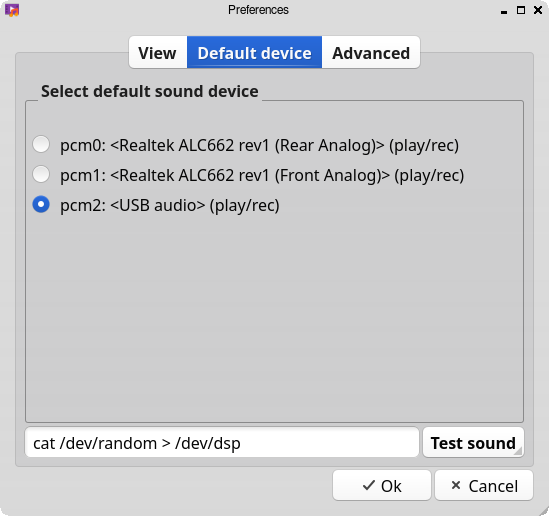 Preferences
View Default device Advanced
Select default sound device
pcm0: <Realtek ALC662 rev1 (Rear Analog)> (play/rec)
pcm1: <Realtek ALC662 rev1 (Front Analog)> (play/rec)
pcm2: <USB audio> (play/rec)
cat /dev/random > /dev/dsp Test sound
Ok Cancel